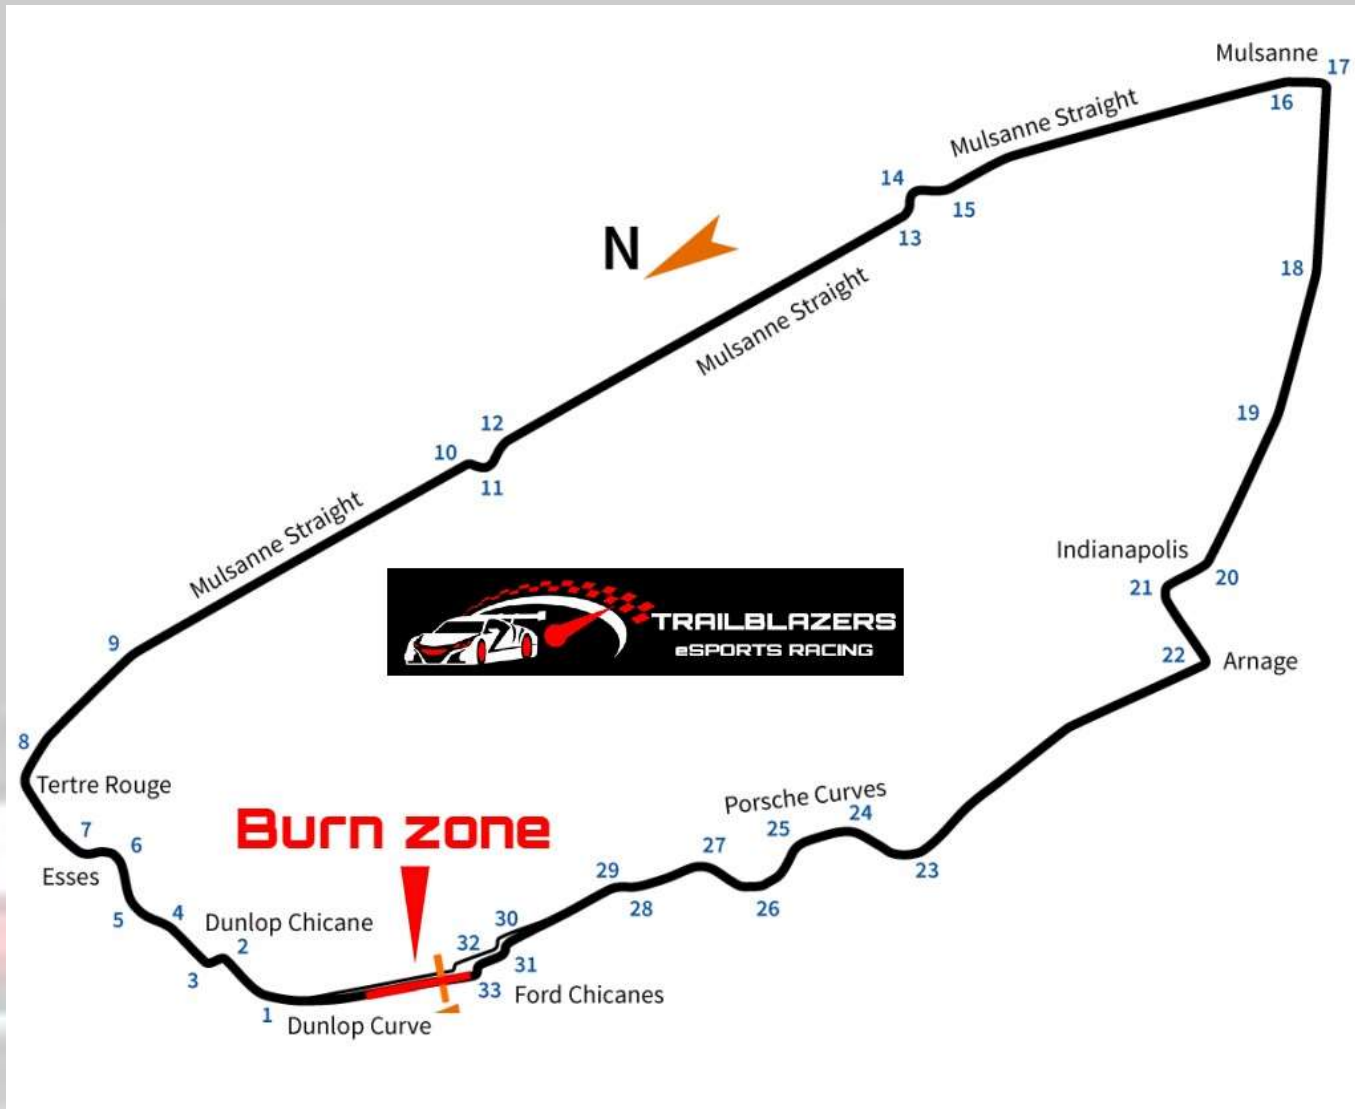 Mulsanne
17
16
Mulsanne Straight
14
15
13
N
18
Mulsanne Straight
12
19
10
11
Mulsanne Straight
Indianapolis
20
21
TRAILBLAZERS
eSPORTS RACING
9
22
Arnage
8
Tertre Rouge
Porsche Curves
24
25
Burn zone
7
6
27
23
Esses
29
28
26
5
4
Dunlop Chicane
30
2
32
31
3
33
Ford Chicanes
1
Dunlop Curve